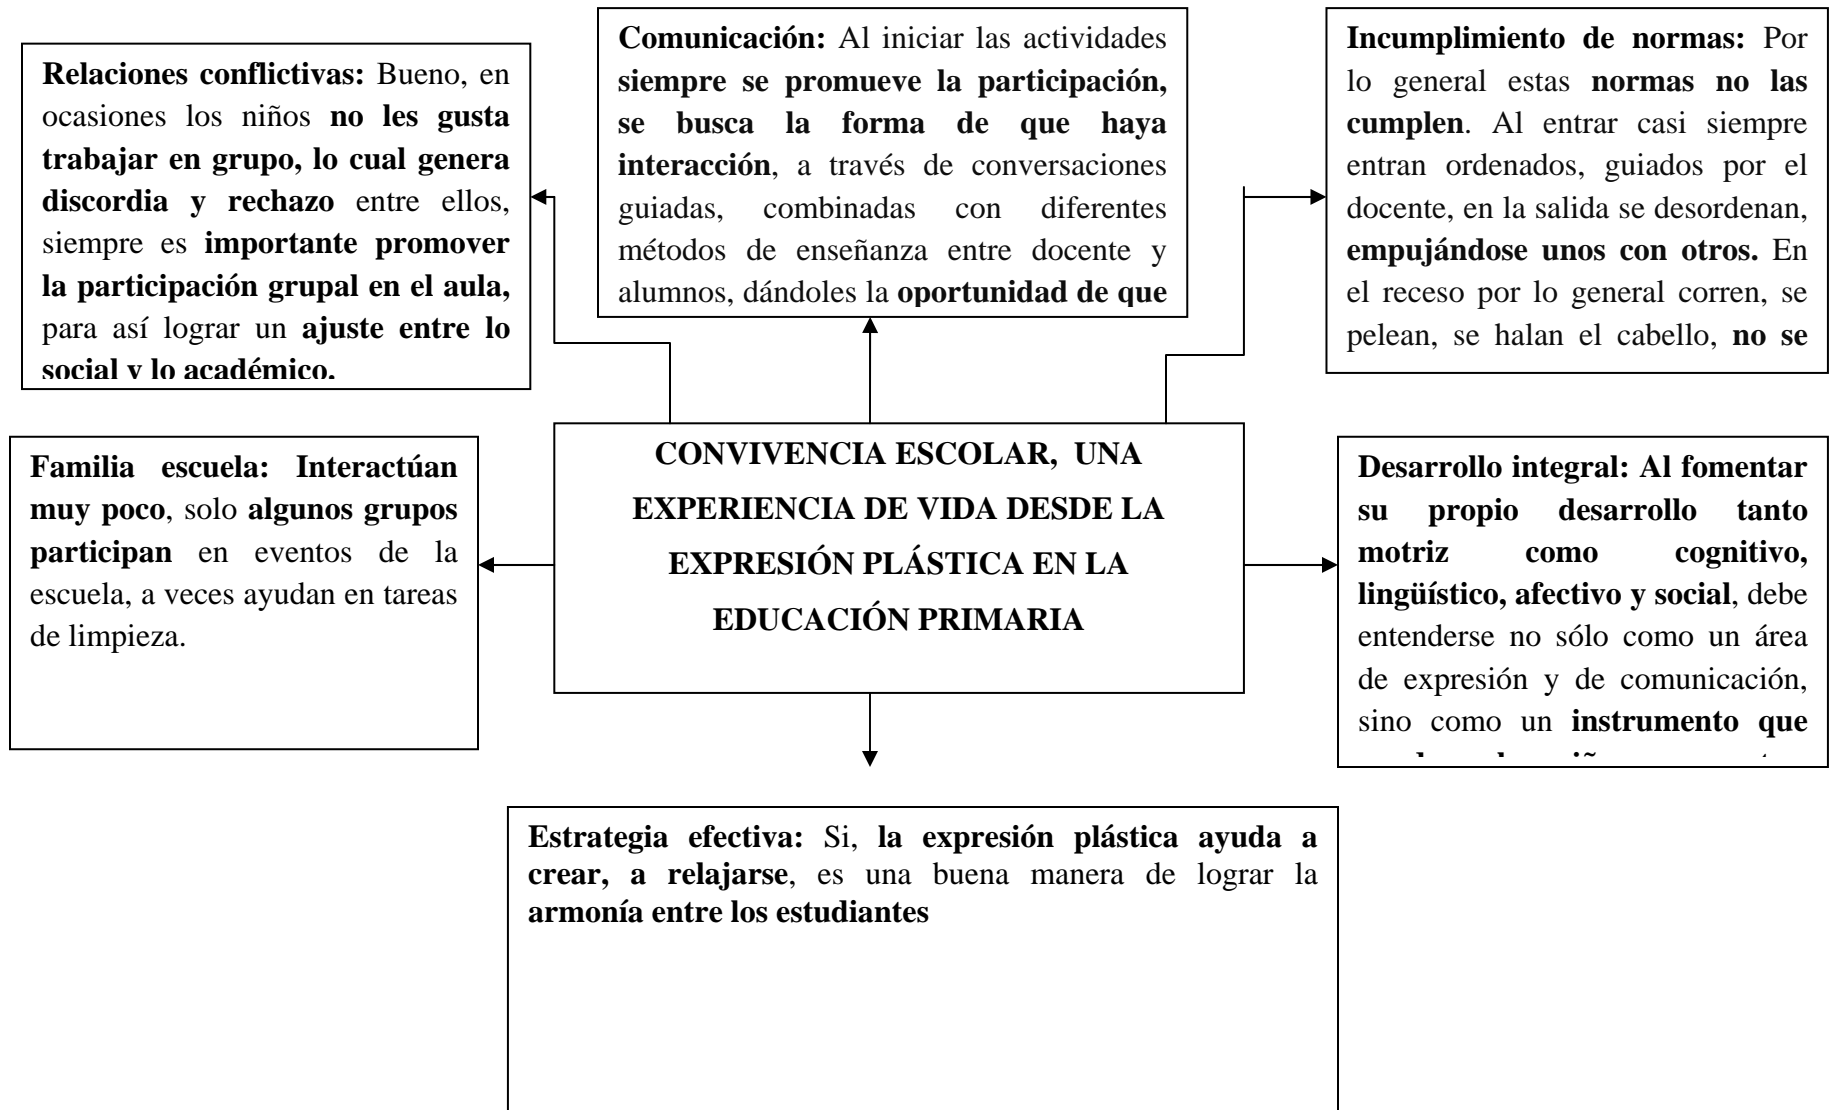 Relaciones conflictivas: Bueno, en
ocasiones los niños no les gusta
trabajar en grupo, lo cual genera
discordia y rechazo entre ellos,
siempre es importante promover
la participación grupal en el aula,
para así lograr un ajuste entre lo
social y lo académico.
Comunicación: Al iniciar las actividades
siempre se promueve la participación,
se busca la forma de que haya
interacción, a través de conversaciones
guiadas, combinadas con diferentes
métodos de enseñanza entre docente y
alumnos, dándoles la oportunidad de que
Incumplimiento de normas: Por
lo general estas normas no las
cumplen. Al entrar casi siempre
entran ordenados, guiados por el
docente, en la salida se desordenan,
empujándose unos con otros. En
el receso por lo general corren, se
pelean, se halan el cabello, no se
Familia escuela: Interactúan
muy poco, solo algunos grupos
participan en eventos de la
escuela, a veces ayudan en tareas
de limpieza.
CONVIVENCIA ESCOLAR, UNA
EXPERIENCIA DE VIDA DESDE LA
EXPRESIÓN PLÁSTICA EN LA
EDUCACIÓN PRIMARIA
Desarrollo integral: Al fomentar
su propio desarrollo tanto
motriz como cognitivo,
lingüístico, afectivo y social, debe
entenderse no sólo como un área
de expresión y de comunicación,
sino como un instrumento que
Estrategia efectiva: Si, la expresión plástica ayuda a
crear, a relajarse, es una buena manera de lograr la
armonía entre los estudiantes